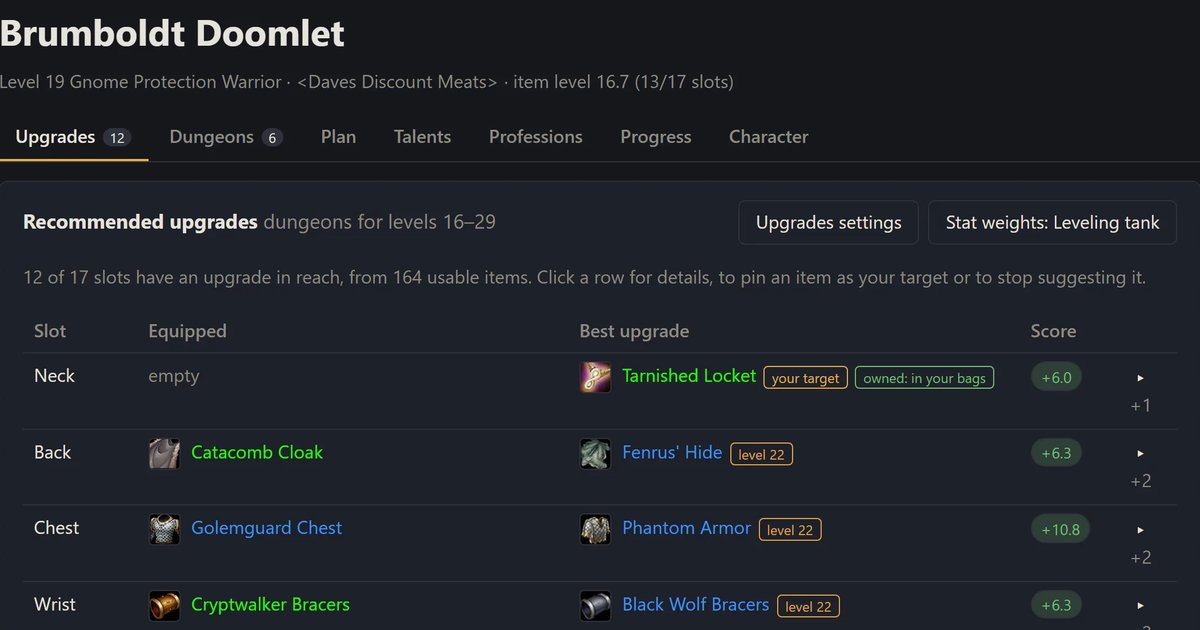 Brumboldt Doomlet
Level 19 Gnome Protection Warrior · <Daves Discount Meats> · item level 16.7 (13/17 slots)
Upgrades 12 Dungeons 6 Plan Talents Professions Progress Character
Recommended upgrades dungeons for levels 16–29 Upgrades settings Stat weights: Leveling tank
12 of 17 slots have an upgrade in reach, from 164 usable items. Click a row for details, to pin an item as your target or to stop suggesting it.
Slot Equipped Best upgrade Score
Neck empty Tarnished Locket your target owned: in your bags +6.0
+1
Back Catacomb Cloak Fenrus' Hide level 22 +6.3
+2
Chest Golemguard Chest Phantom Armor level 22 +10.8
+2
Wrist Cryptwalker Bracers Black Wolf Bracers level 22 +6.3